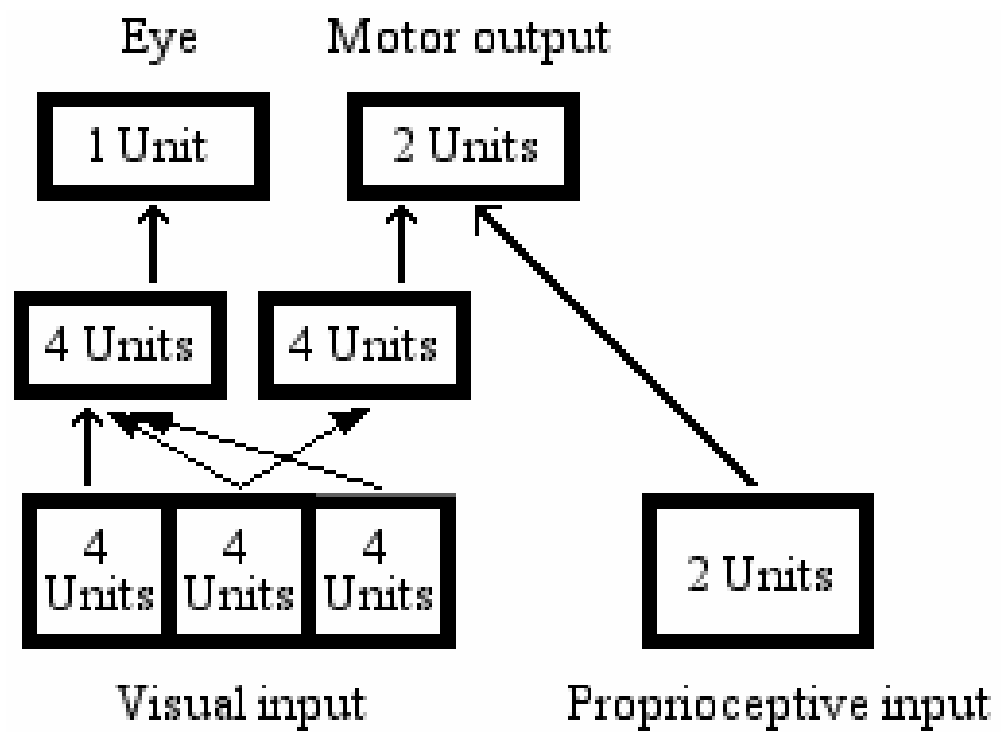 Eye Motor output
1 Unit 2 Units
4 Units 4 Units
4 4 4
Units Units Units
2 Units
Visual input Proprioceptive input